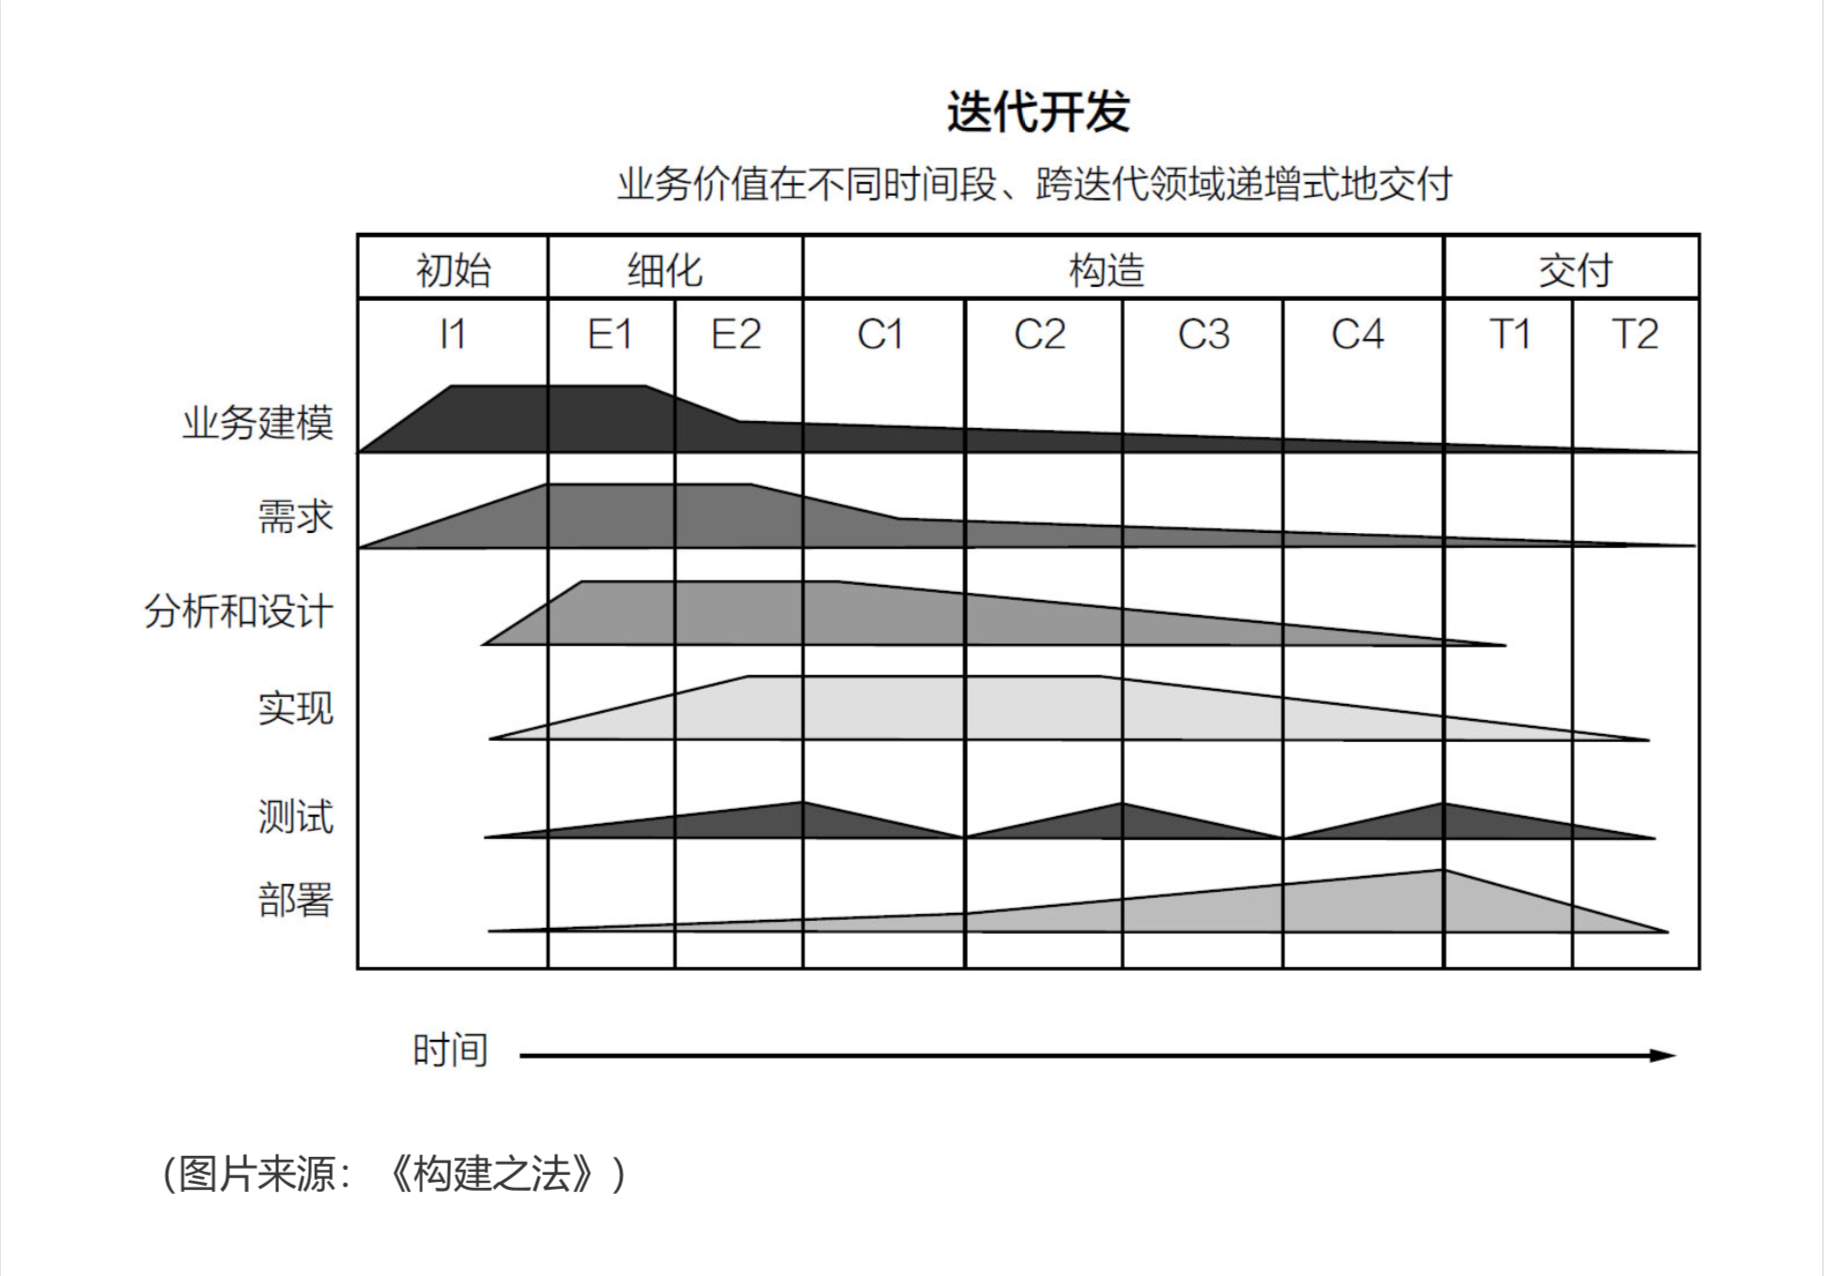 迭代开发
业务价值在不同时间段、跨迭代领域递增式地交付
初始 细化 构造 交付
I1 E1 E2 C1 C2 C3 C4 T1 T2
业务建模
需求
分析和设计
实现
测试
部署
时间
(图片来源：《构建之法》)